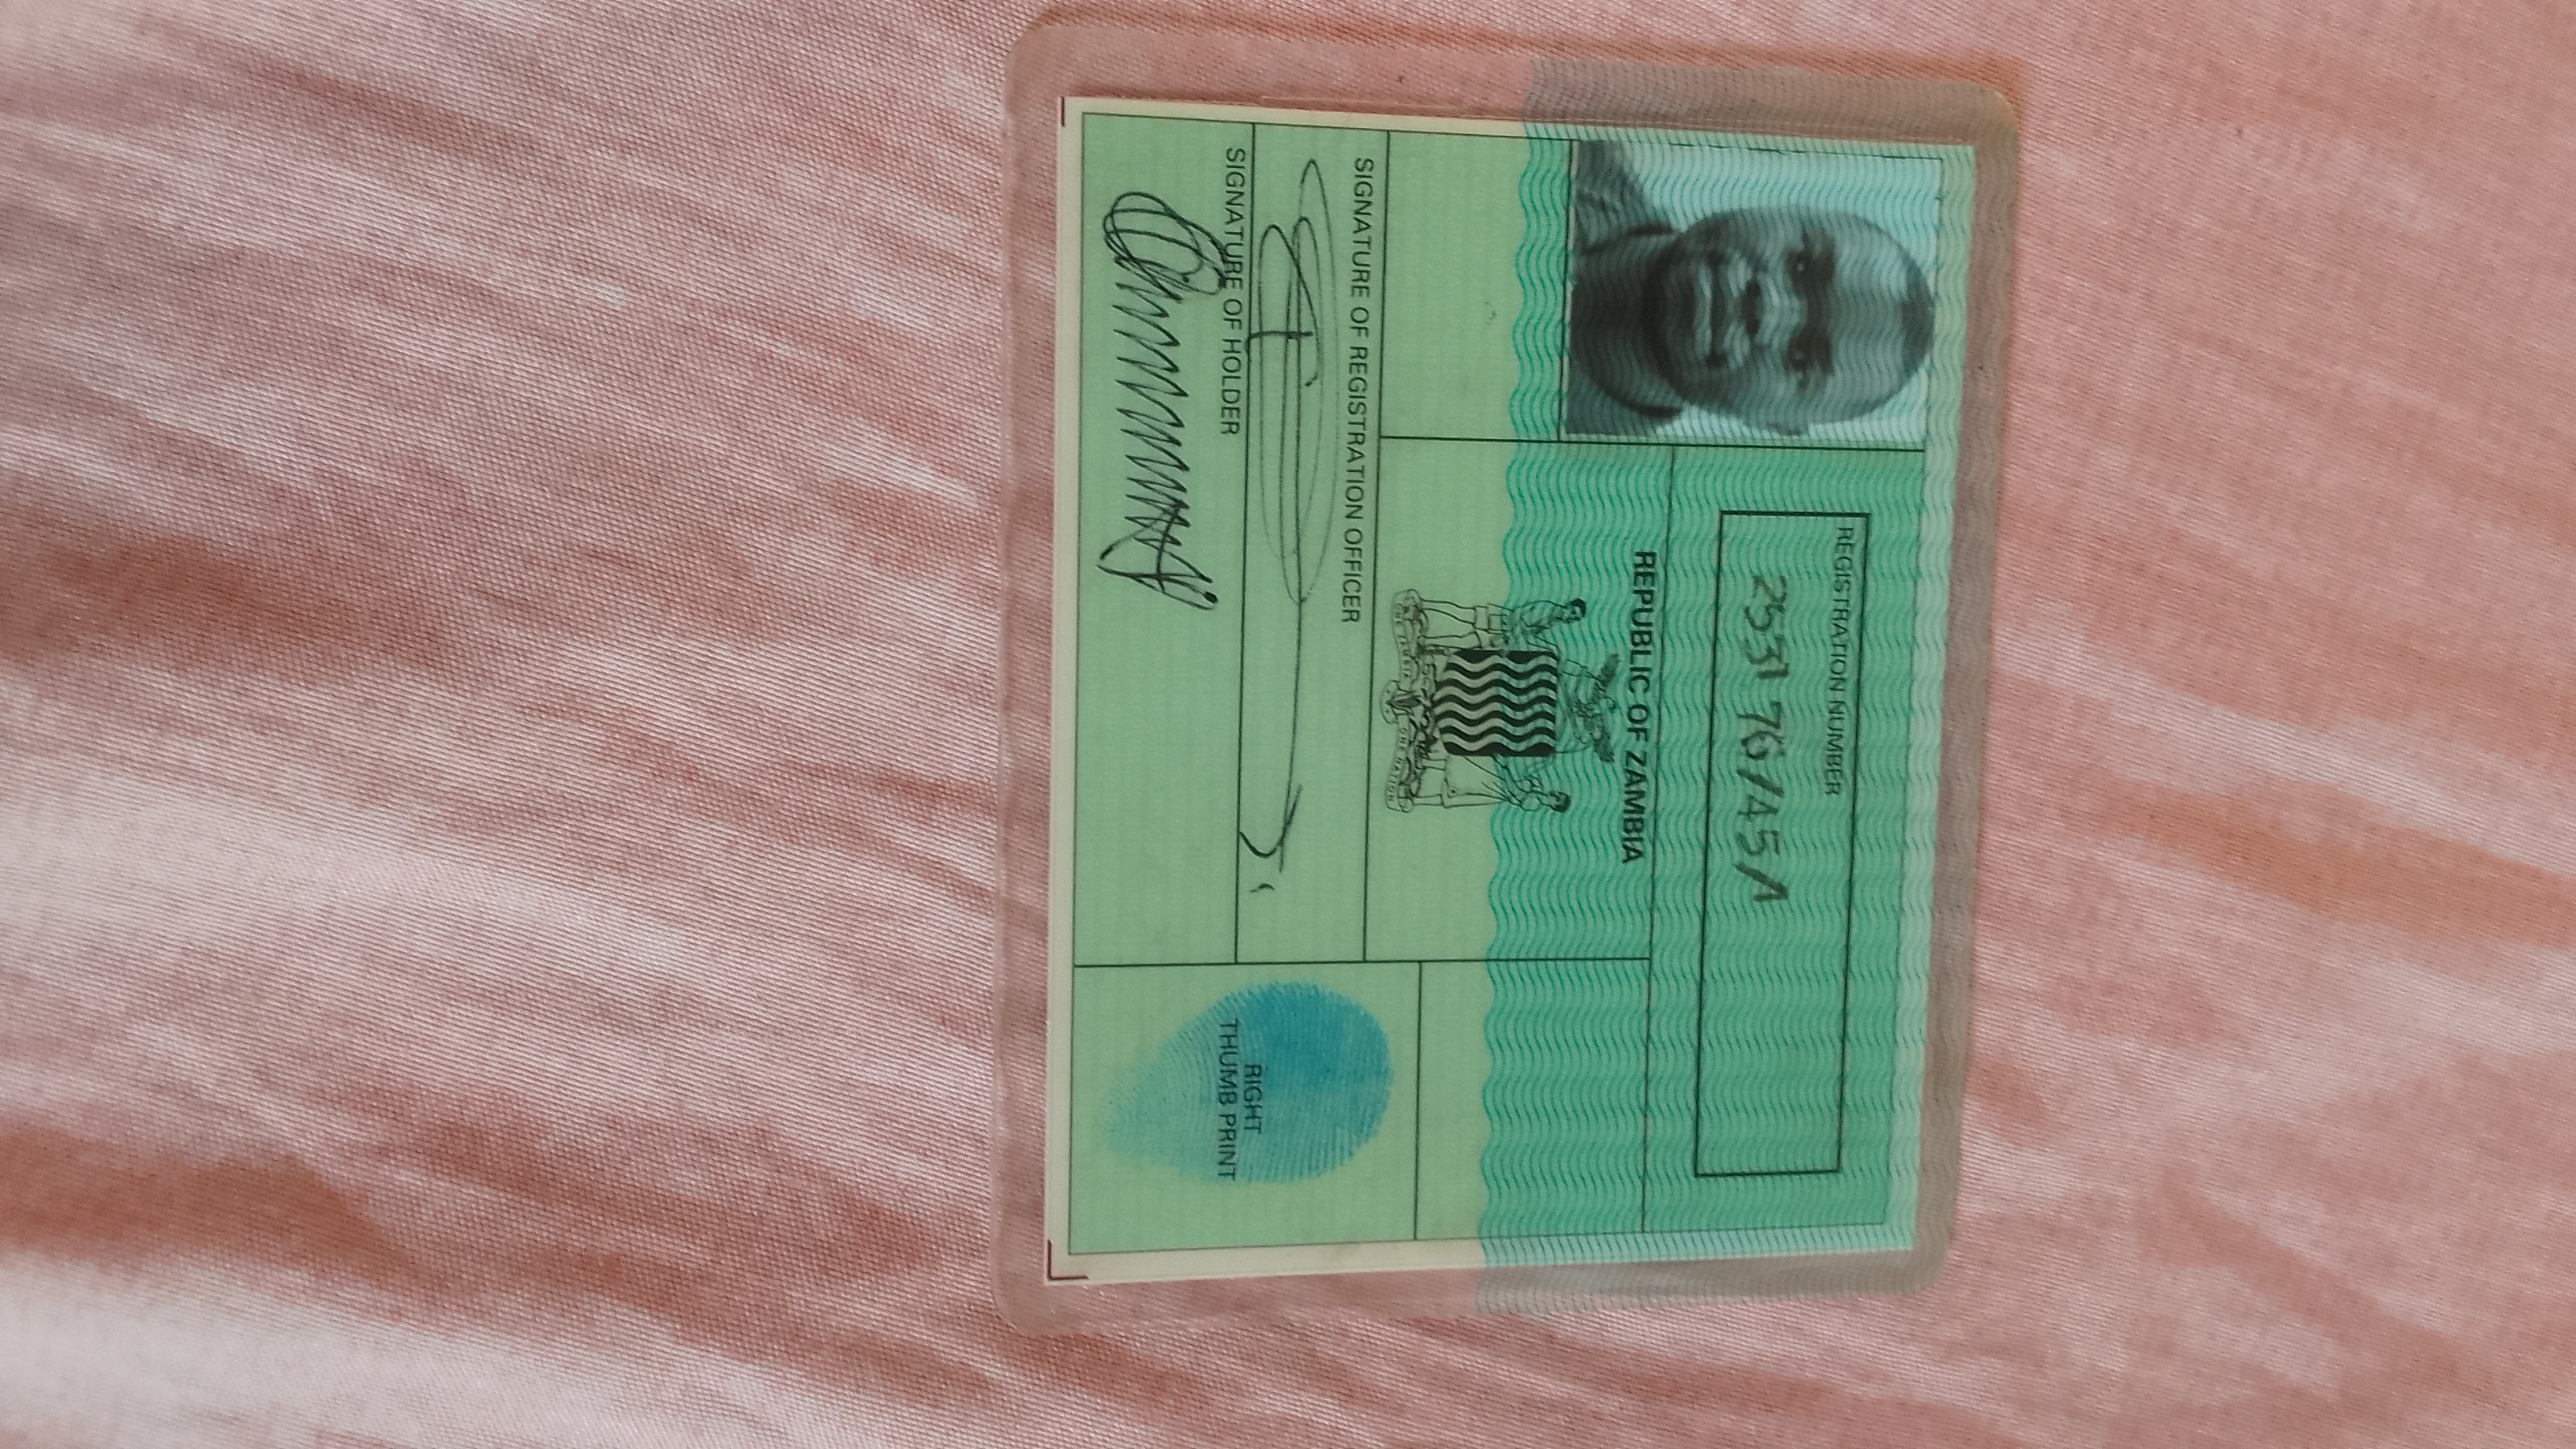 REGISTRATION NUMBER
253176/45/1
REPUBLIC OF ZAMBIA
ONE ZAMBIA ONE NATION
SIGNATURE OF REGISTRATION OFFICER
SIGNATURE OF HOLDER
RIGHT
THUMB PRINT